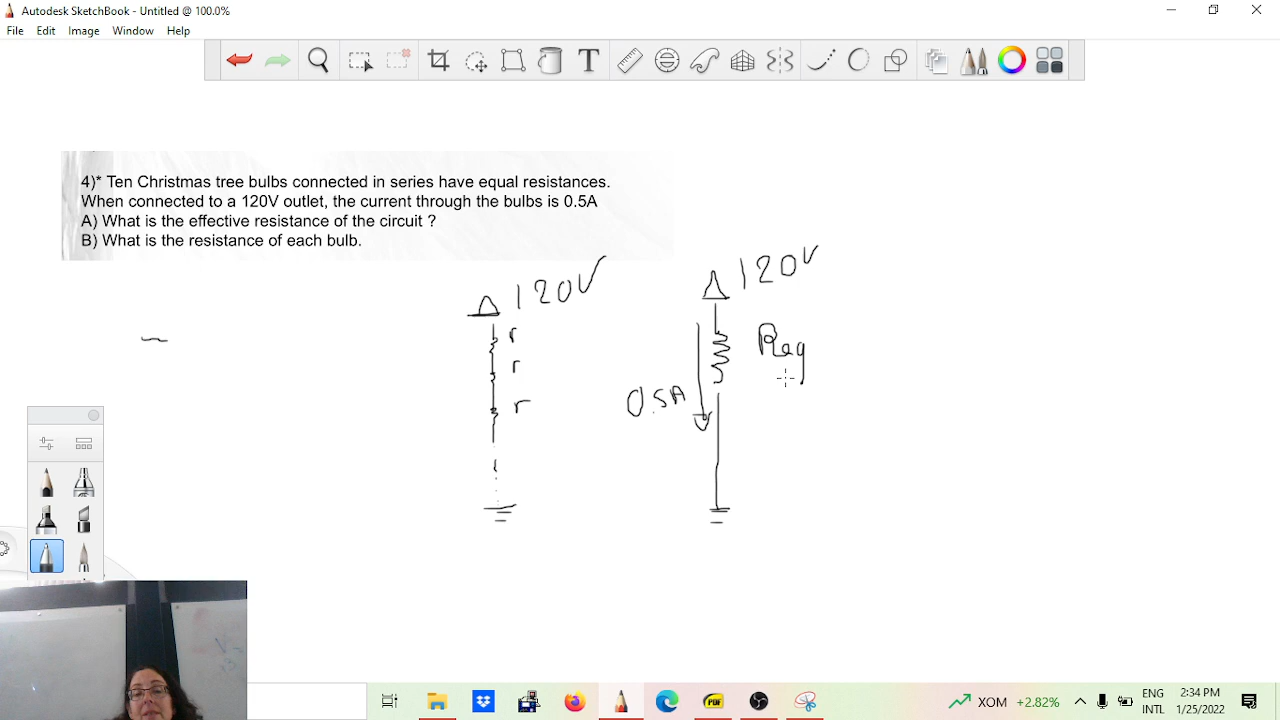 Autodesk SketchBook - Untitled @ 100.0%
File Edit Image Window Help
T
4)* Ten Christmas tree bulbs connected in series have equal resistances.
When connected to a 120V outlet, the current through the bulbs is 0.5A
A) What is the effective resistance of the circuit ?
B) What is the resistance of each bulb.
120V
120V
r
r
r
Req
0.5A
PDF
XOM +2.82%
ENG
INTL
2:34 PM
1/25/2022